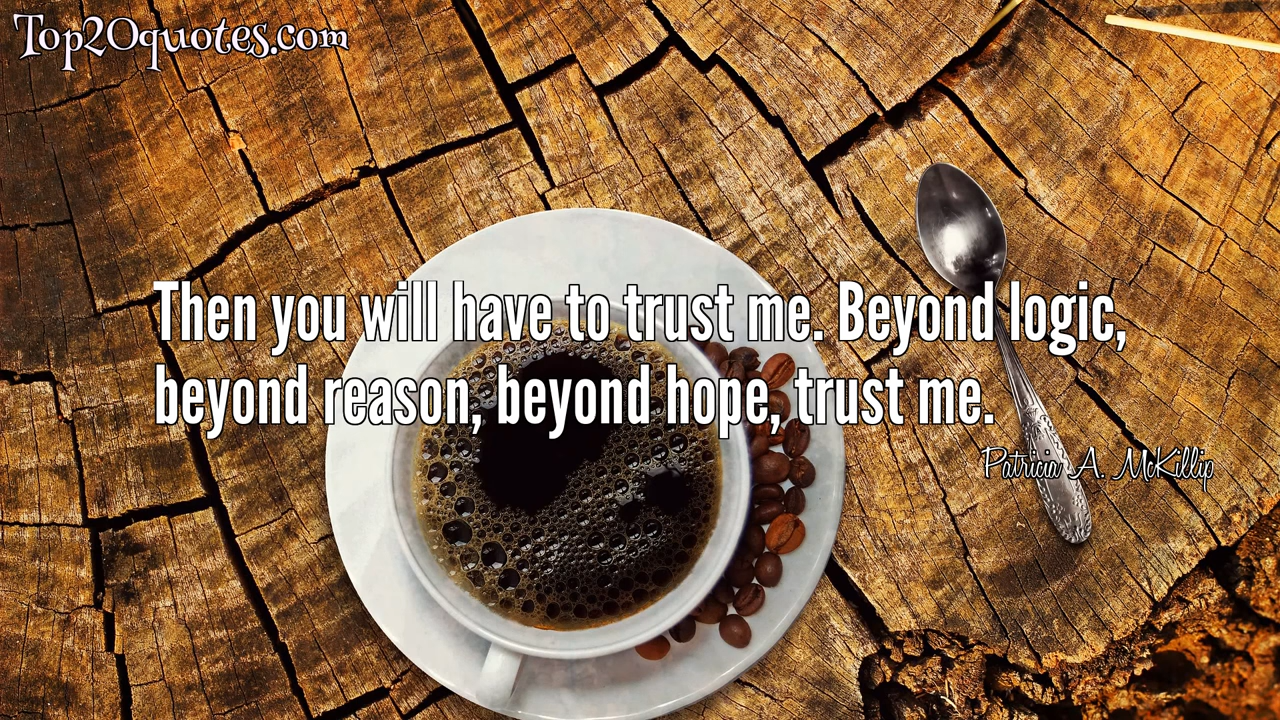 Top20quotes.com
Then you will have to trust me. Beyond logic,
beyond reason, beyond hope, trust me.
Patricia A. McKillip